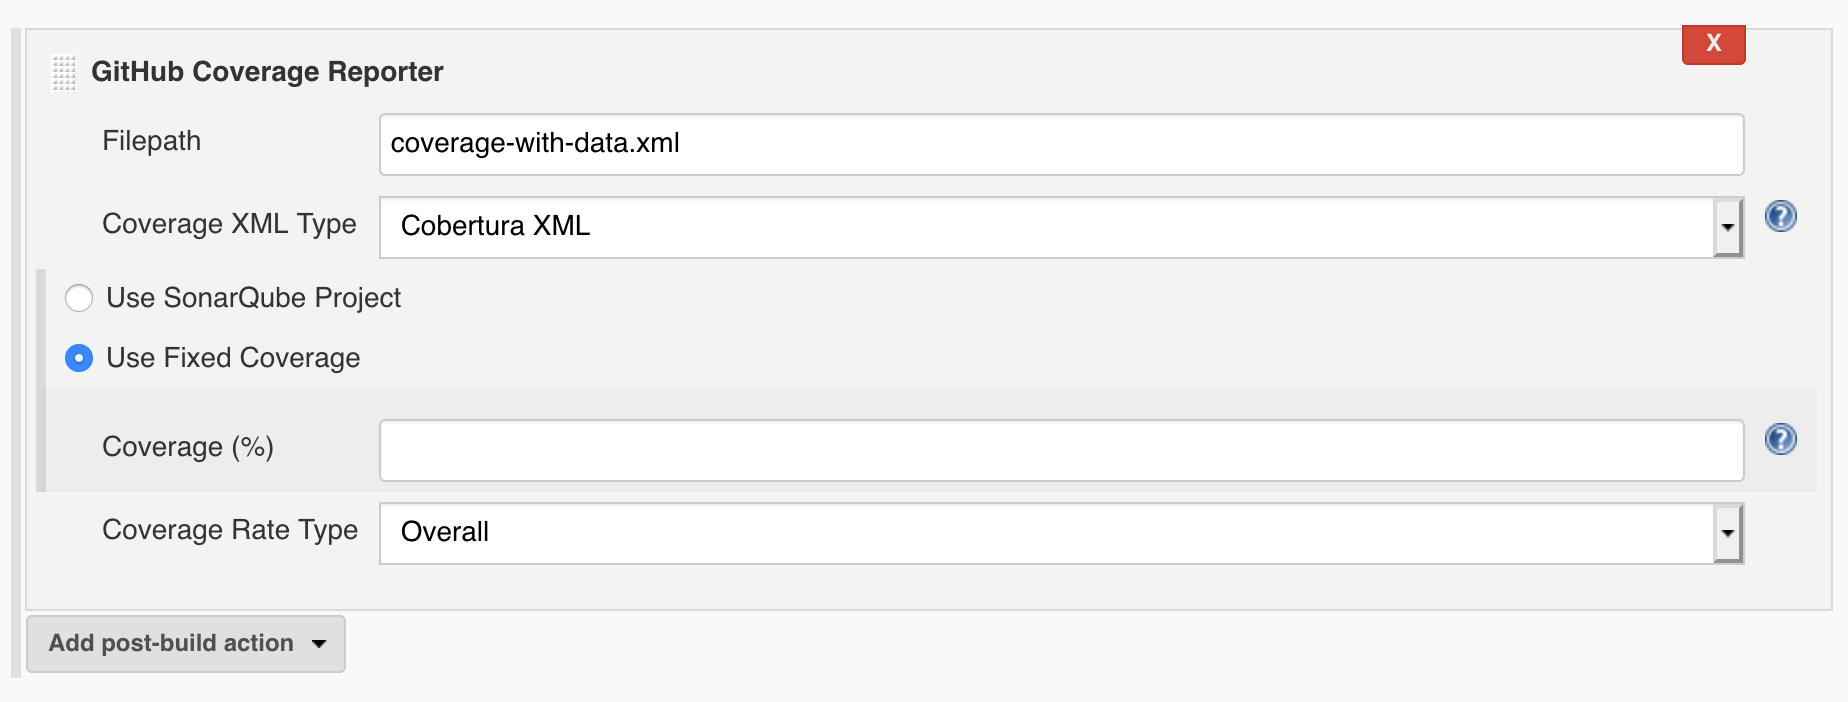 X
GitHub Coverage Reporter
Filepath coverage-with-data.xml
Coverage XML Type Cobertura XML ?
Use SonarQube Project
Use Fixed Coverage
Coverage (%) ?
Coverage Rate Type Overall
Add post-build action